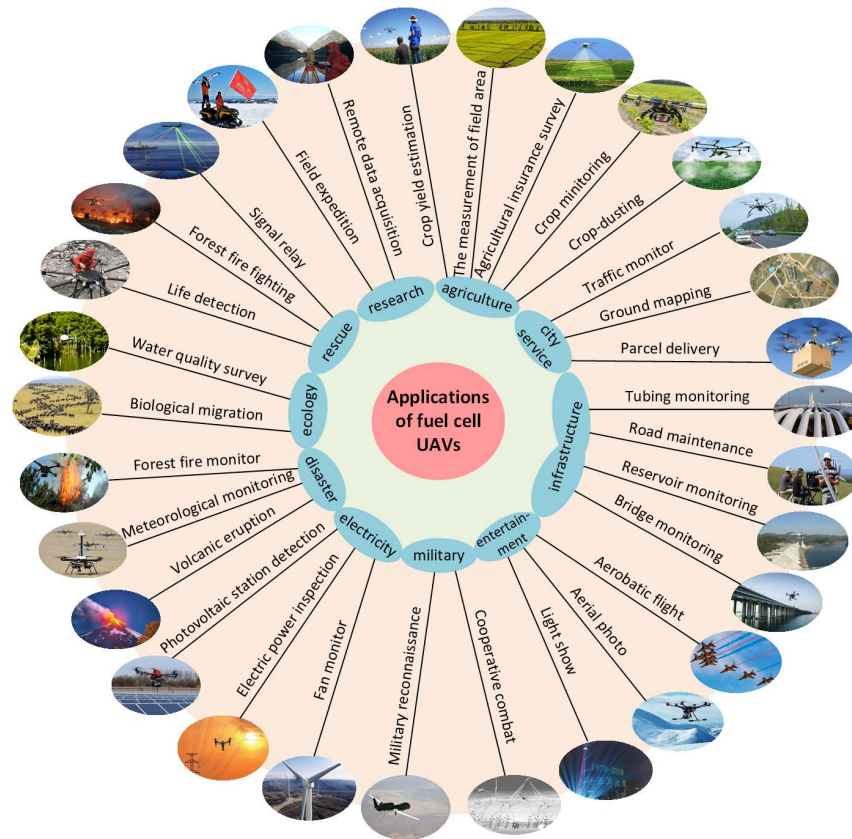 Applications
of fuel cell
UAVs
agriculture
city
service
infrastructure
entertain-
ment
military
electricity
disaster
ecology
rescue
research
Crop yield estimation
The measurement of field area
Agricultural insurance survey
Crop minitoring
Crop-dusting
Traffic monitor
Ground mapping
Parcel delivery
Tubing monitoring
Road maintenance
Reservoir monitoring
Bridge monitoring
Aerobatic flight
Aerial photo
Light show
Cooperative combat
Military reconnaissance
Fan monitor
Electric power inspection
Photovoltaic station detection
Volcanic eruption
Meteorological monitoring
Forest fire monitor
Biological migration
Water quality survey
Life detection
Forest fire fighting
Signal relay
Field expedition
Remote data acquisition